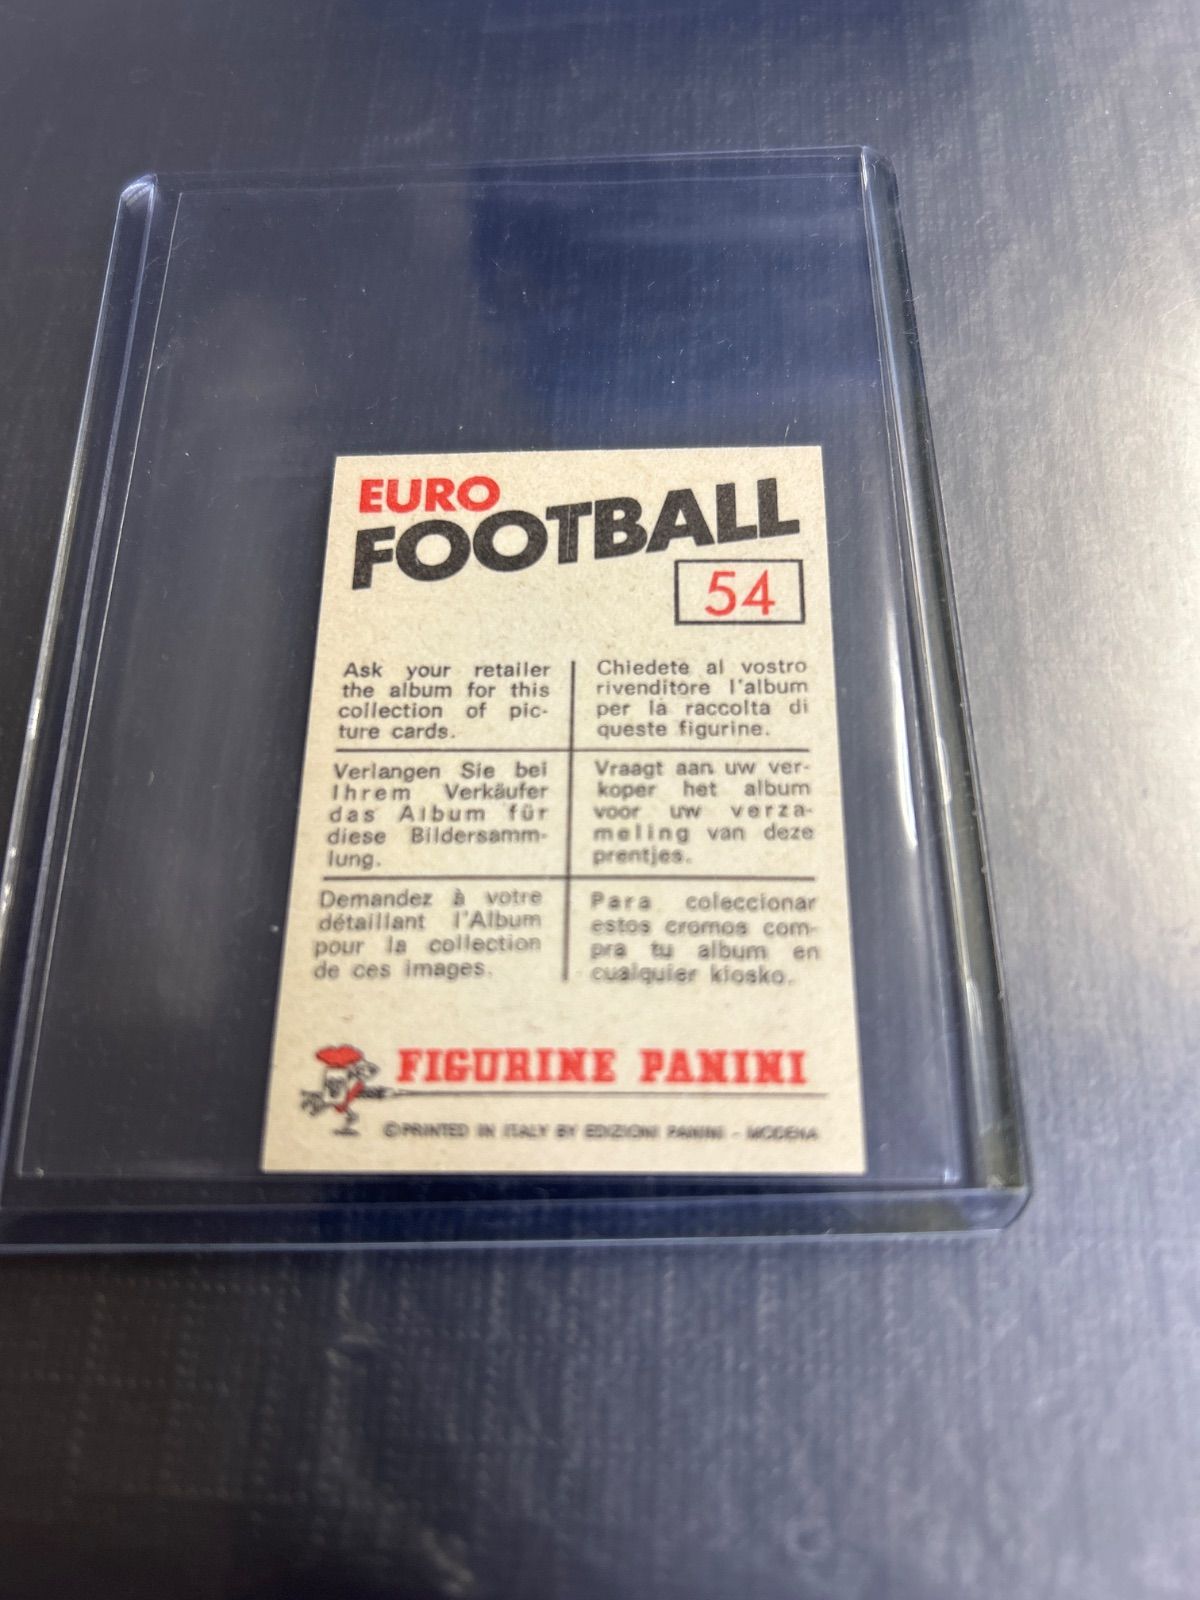 EURO
FOOTBALL
54
Ask your retailer
the album for this
collection of pic-
ture cards.
Chiedete al vostro
rivenditore l'album
per la raccolta di
queste figurine.
Verlangen Sie bei
Ihrem Verkäufer
das Album für
diese Bildersamm-
lung.
Vraagt aan uw ver-
koper het album
voor uw verza-
meling van deze
prentjes.
Demandez à votre
détaillant l'Album
pour la collection
de ces images.
Para coleccionar
estos cromos com-
pra tu album en
cualquier kiosko.
FIGURINE PANINI
©PRINTED IN ITALY BY EDIZIONI PANINI - MODENA